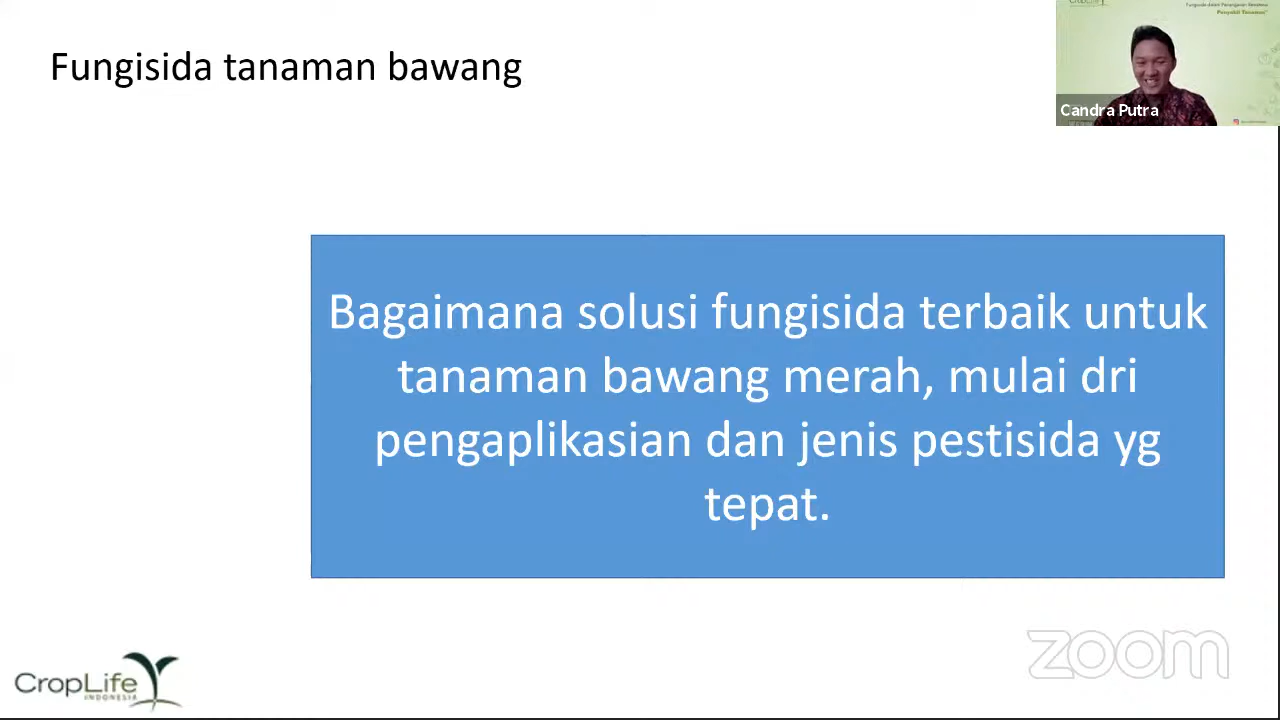 Fungisida tanaman bawang
Candra Putra
Bagaimana solusi fungisida terbaik untuk
tanaman bawang merah, mulai dri
pengaplikasian dan jenis pestisida yg
tepat.
CropLife
INDONESIA
zoom